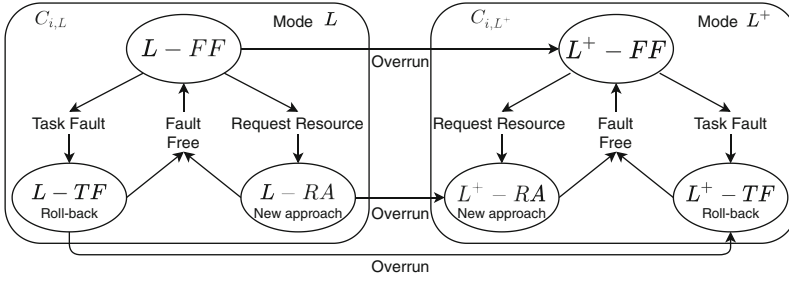 C_{i,L} Mode L
C_{i,L^+} Mode L^+
L - FF
L^+ - FF
Overrun
Task Fault
Fault Free
Request Resource
Request Resource
Fault Free
Task Fault
L - TF
Roll-back
L - RA
New approach
Overrun
L^+ - RA
New approach
L^+ - TF
Roll-back
Overrun